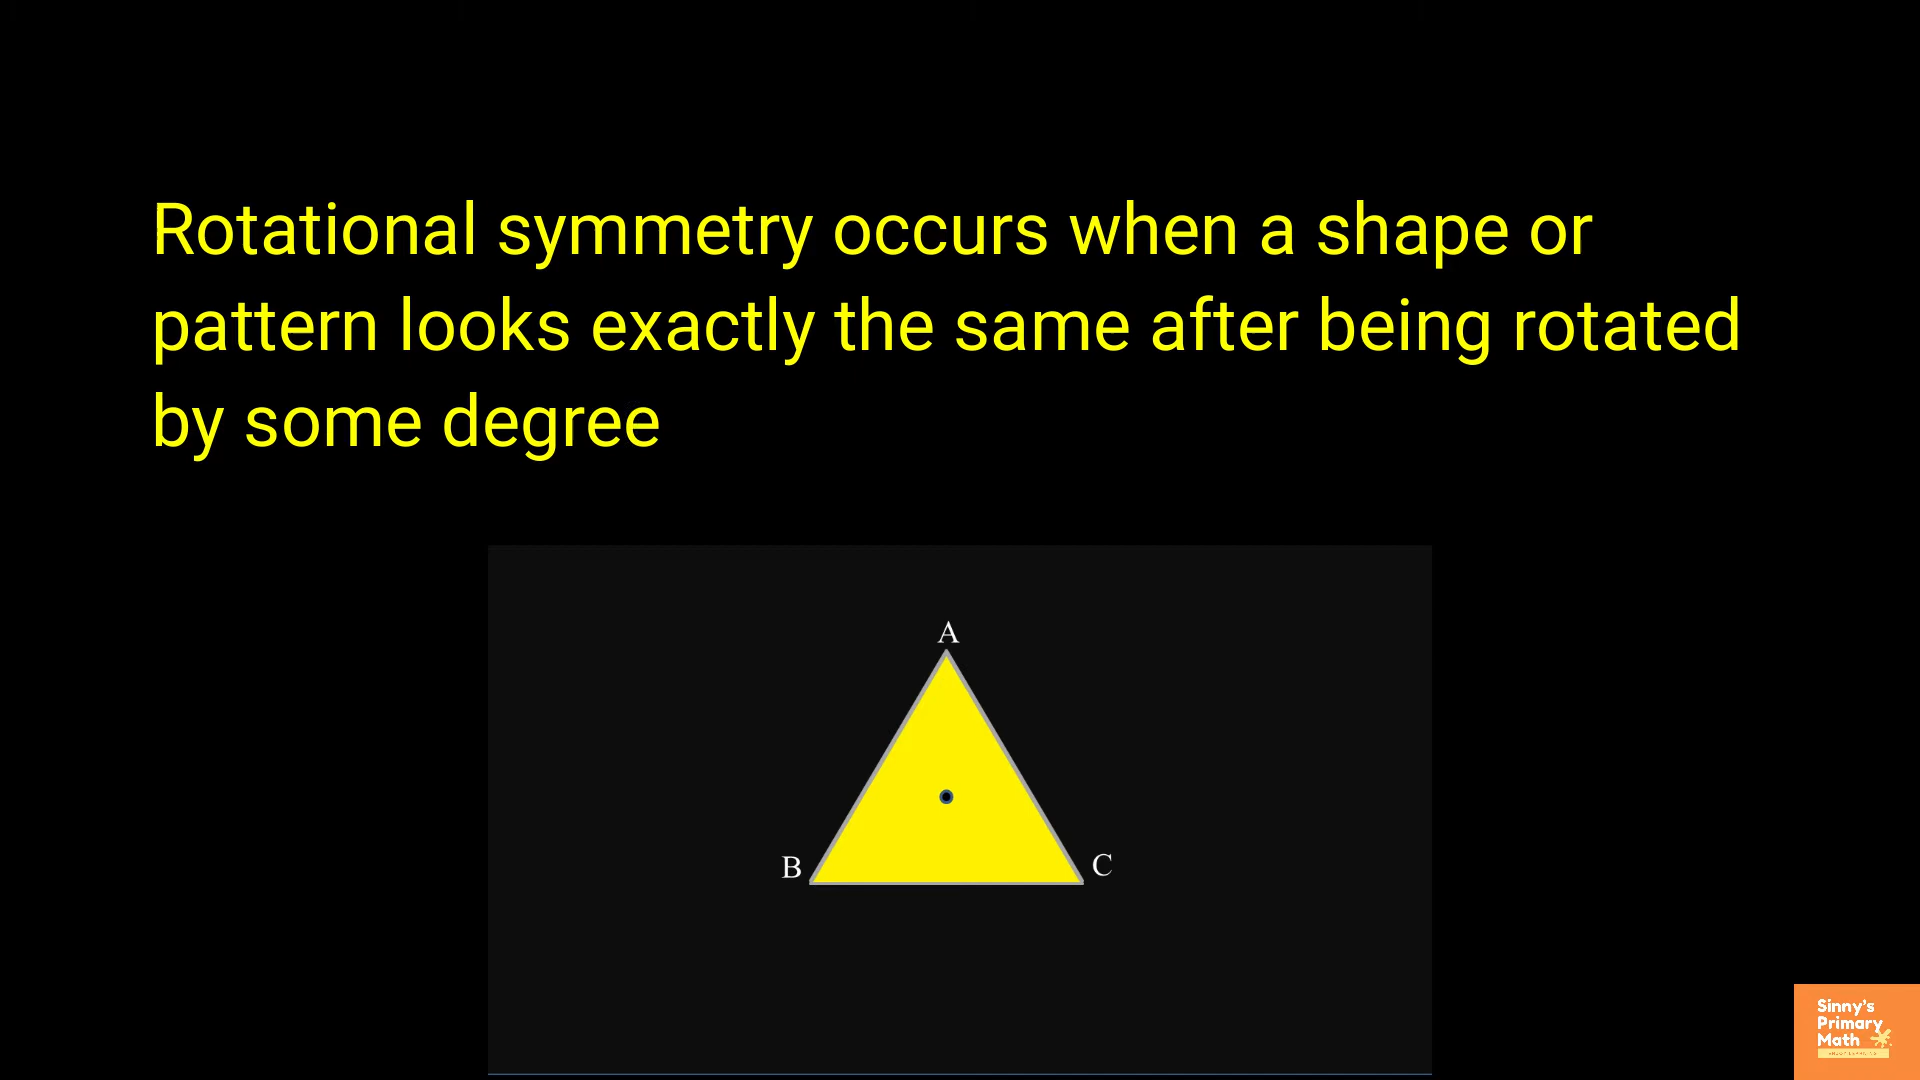 Rotational symmetry occurs when a shape or
pattern looks exactly the same after being rotated
by some degree
A
B
C
Sinny's
Primary
Math